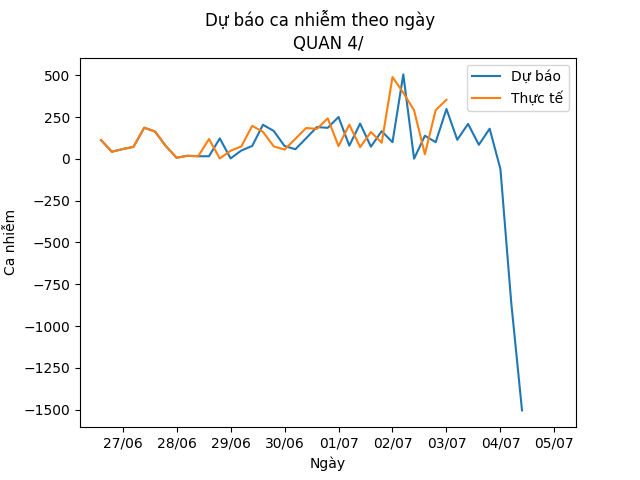 Dự báo ca nhiễm theo ngày
QUAN 4/
Dự báo
Thực tế
500
250
0
−250
−500
−750
−1000
−1250
−1500
Ca nhiễm
27/06 28/06 29/06 30/06 01/07 02/07 03/07 04/07 05/07
Ngày